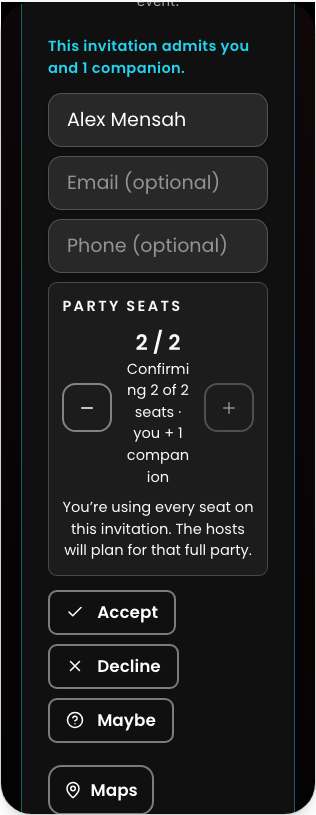 event.
This invitation admits you
and 1 companion.
Alex Mensah
Email (optional)
Phone (optional)
PARTY SEATS
2 / 2
Confirmi
ng 2 of 2
seats ·
you + 1
compan
ion
−
+
You’re using every seat on
this invitation. The hosts
will plan for that full party.
Accept
Decline
Maybe
Maps